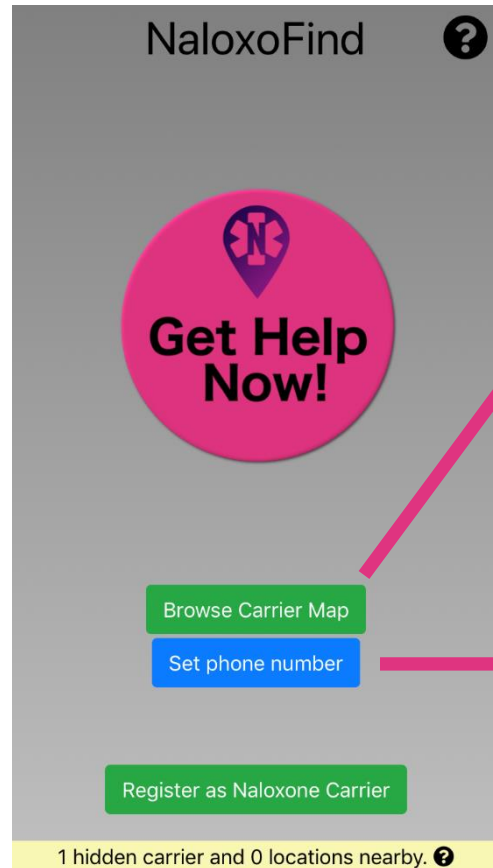 NaloxoFind
N
Get Help
Now!
Browse Carrier Map
Set phone number
Register as Naloxone Carrier
1 hidden carrier and 0 locations nearby.